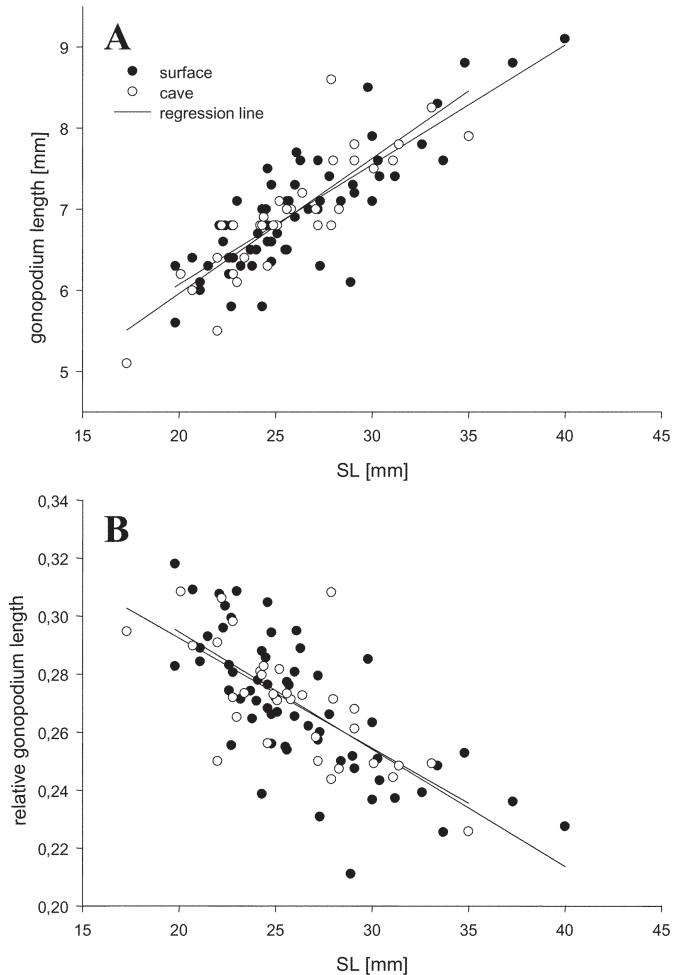 A
surface
cave
regression line
gonopodium length [mm]
9
8
7
6
5
15 20 25 30 35 40 45
SL [mm]
B
relative gonopodium length
0,34
0,32
0,30
0,28
0,26
0,24
0,22
0,20
15 20 25 30 35 40 45
SL [mm]